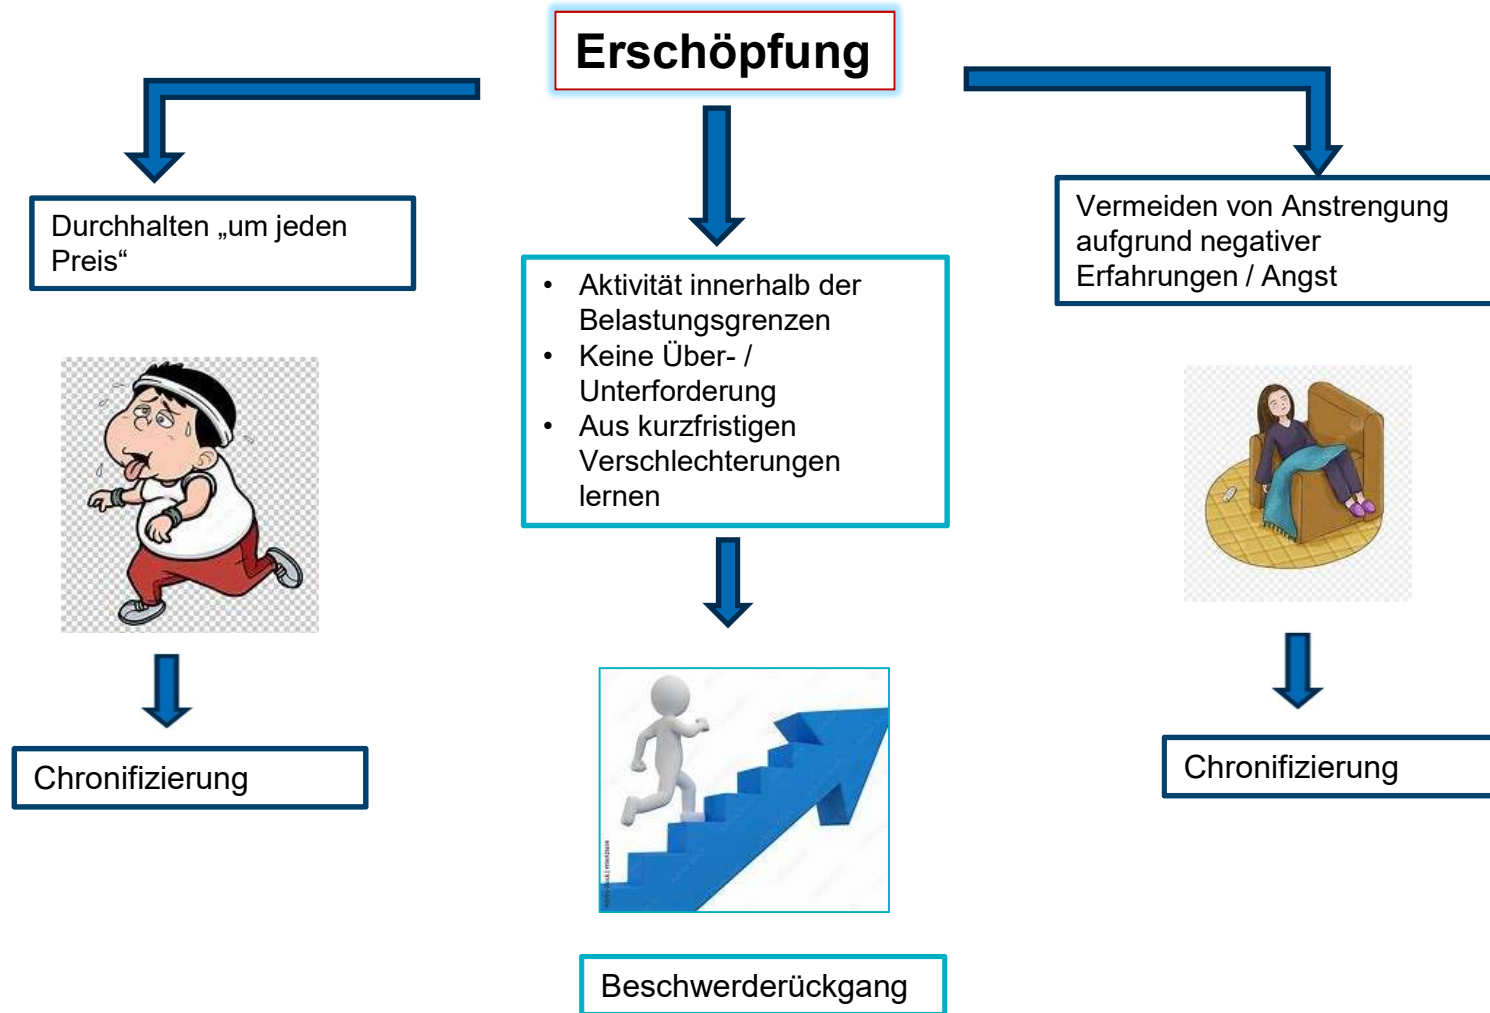 Erschöpfung
Durchhalten „um jeden
Preis“
• Aktivität innerhalb der
Belastungsgrenzen
• Keine Über- /
Unterforderung
• Aus kurzfristigen
Verschlechterungen
lernen
Vermeiden von Anstrengung
aufgrund negativer
Erfahrungen / Angst
Chronifizierung
Beschwerderückgang
Chronifizierung